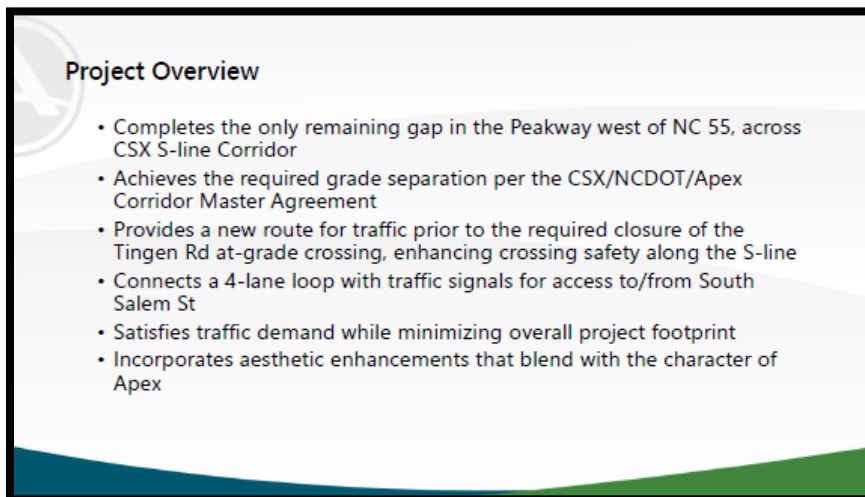 Project Overview
• Completes the only remaining gap in the Peakway west of NC 55, across
CSX S-line Corridor
• Achieves the required grade separation per the CSX/NCDOT/Apex
Corridor Master Agreement
• Provides a new route for traffic prior to the required closure of the
Tingen Rd at-grade crossing, enhancing crossing safety along the S-line
• Connects a 4-lane loop with traffic signals for access to/from South
Salem St
• Satisfies traffic demand while minimizing overall project footprint
• Incorporates aesthetic enhancements that blend with the character of
Apex